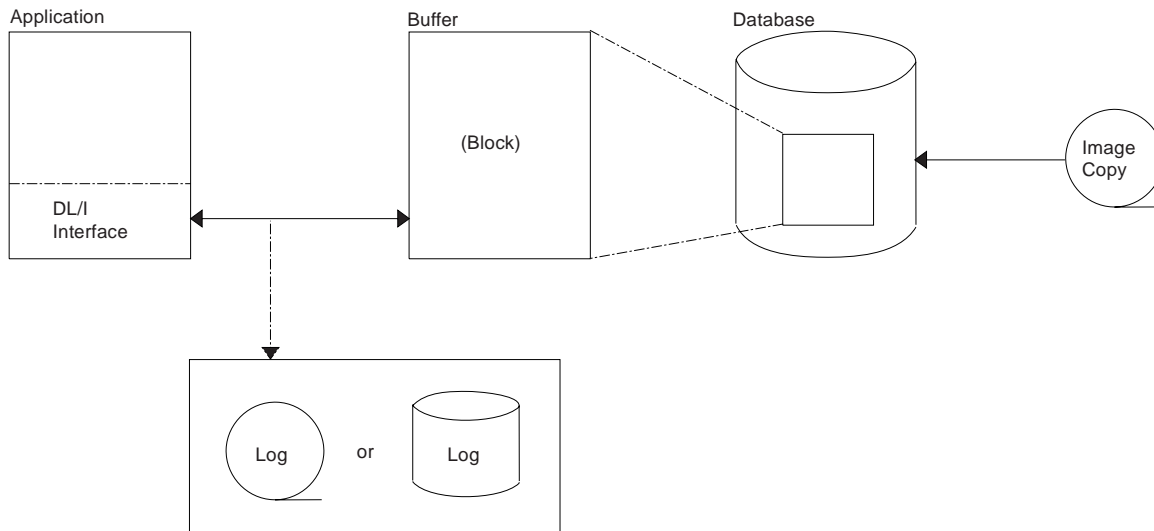 Application
Buffer
Database
(Block)
Image
Copy
DL/I
Interface
Log
or
Log